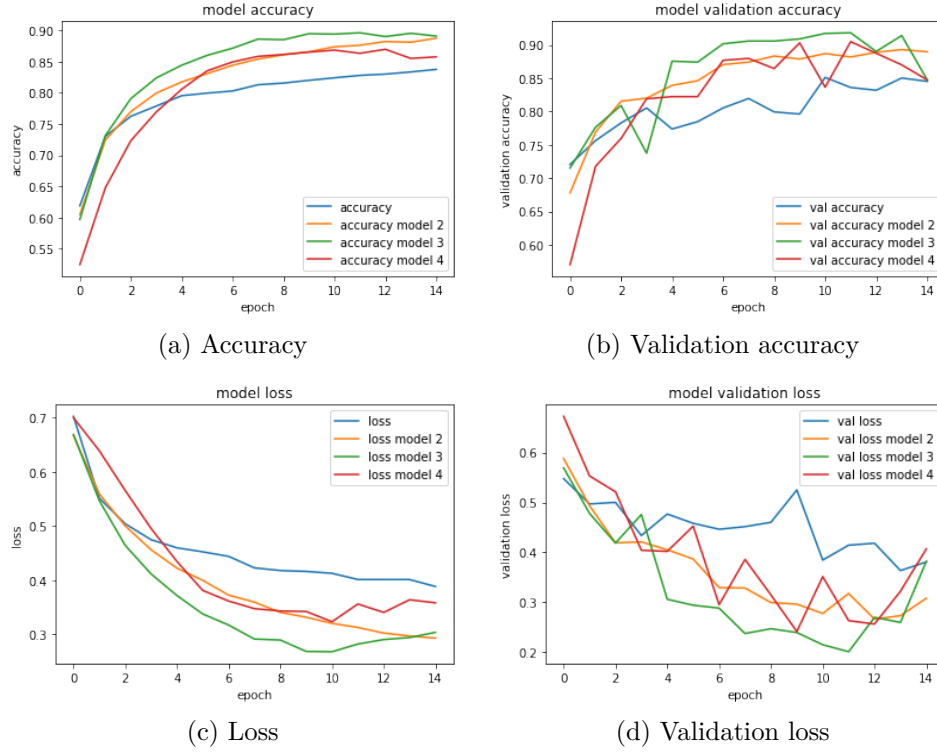 model accuracy
0.90
0.85
0.80
0.75
0.70
0.65
0.60
0.55
accuracy
accuracy
accuracy model 2
accuracy model 3
accuracy model 4
0 2 4 6 8 10 12 14
epoch
(a) Accuracy
model validation accuracy
0.90
0.85
0.80
0.75
0.70
0.65
0.60
validation accuracy
val accuracy
val accuracy model 2
val accuracy model 3
val accuracy model 4
0 2 4 6 8 10 12 14
epoch
(b) Validation accuracy
model loss
0.7
0.6
0.5
0.4
0.3
loss
loss
loss model 2
loss model 3
loss model 4
0 2 4 6 8 10 12 14
epoch
(c) Loss
model validation loss
0.6
0.5
0.4
0.3
0.2
validation loss
val loss
val loss model 2
val loss model 3
val loss model 4
0 2 4 6 8 10 12 14
epoch
(d) Validation loss